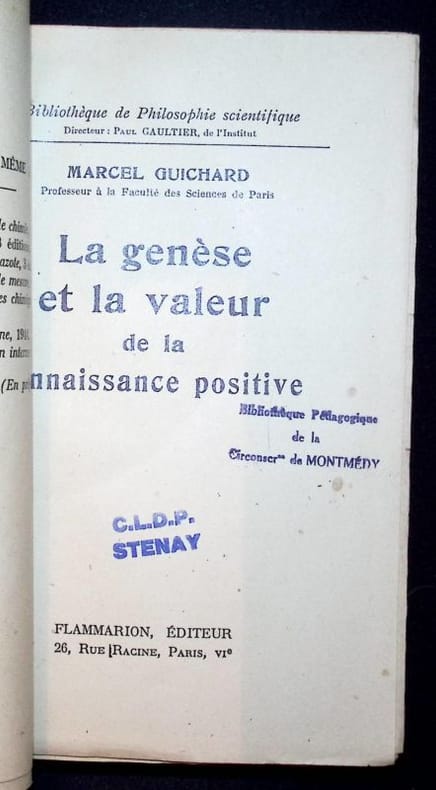 Bibliothèque de Philosophie scientifique
Directeur : PAUL GAULTIER, de l'Institut
MÊME
MARCEL GUICHARD
Professeur à la Faculté des Sciences de Paris
La genèse
et la valeur
de la
nnaissance positive
Bibliothèque Pédagogique
de la
Circonser^on de MONTMÉDY
C.L.D.P.
STENAY
FLAMMARION, ÉDITEUR
26, RUE RACINE, PARIS, VIe